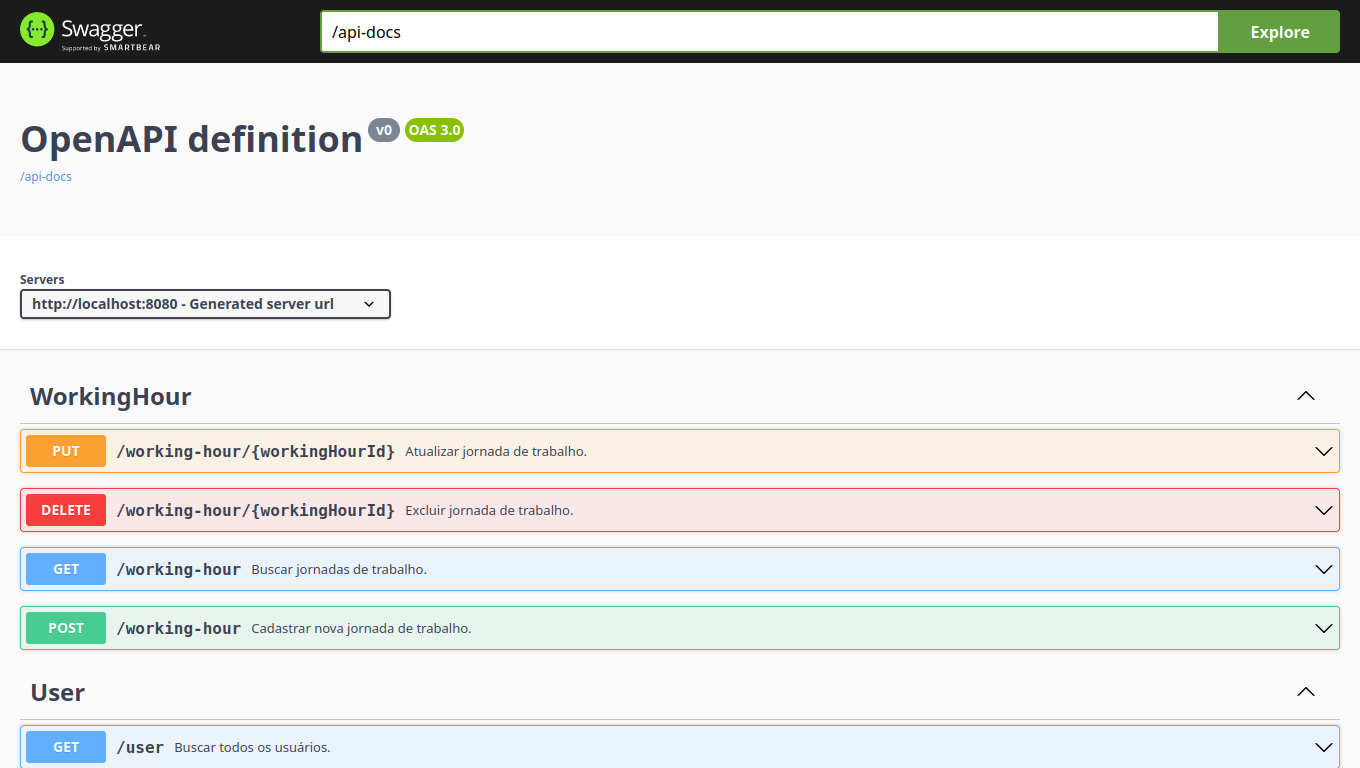 Swagger.
Supported by SMARTBEAR
/api-docs
Explore
OpenAPI definition v0 OAS 3.0
/api-docs
Servers
http://localhost:8080 - Generated server url
WorkingHour
PUT /working-hour/{workingHourId} Atualizar jornada de trabalho.
DELETE /working-hour/{workingHourId} Excluir jornada de trabalho.
GET /working-hour Buscar jornadas de trabalho.
POST /working-hour Cadastrar nova jornada de trabalho.
User
GET /user Buscar todos os usuários.